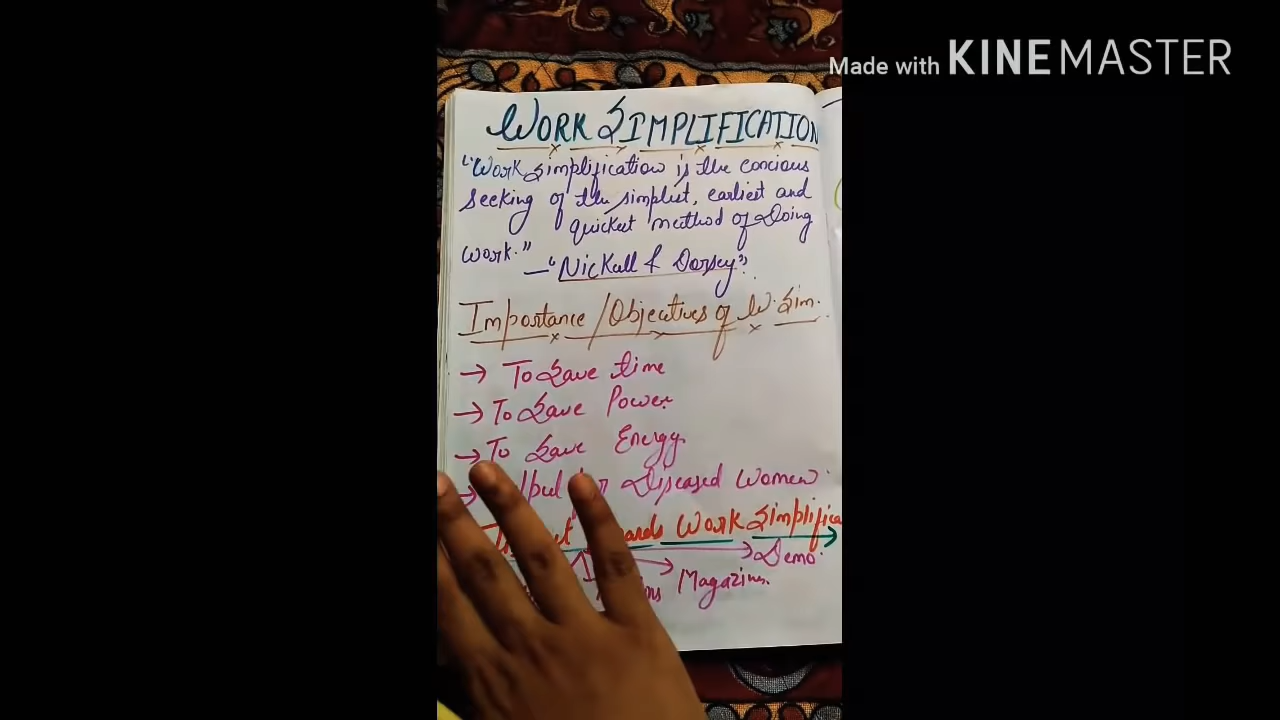 Made with KINEMASTER
WORK SIMPLIFICATION
"Work simplification is the concious
seeking of the simplest, earliest and
quickest method of Doing
work."
—"Nickall & Dorsey".
Importance/Objectives of W. Sim.
→ To Save time
→ To Save Power
→ To Save Energy
→ Diseased Women
Work Simplifica
Demo
Magazines